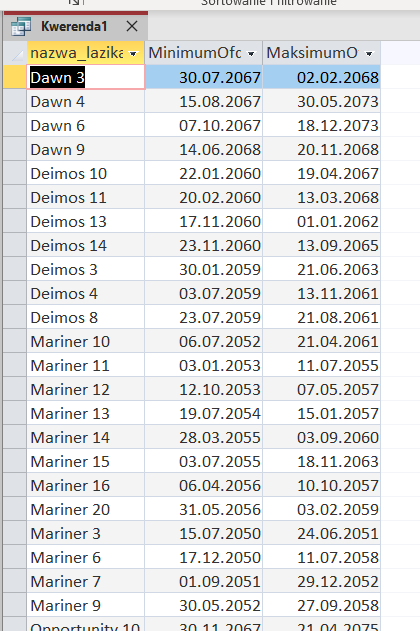 Sortowanie i filtrowanie
Kwerenda1
nazwa_lazika MinimumOfc MaksimumO
Dawn 3 30.07.2067 02.02.2068
Dawn 4 15.08.2067 30.05.2073
Dawn 6 07.10.2067 18.12.2073
Dawn 9 14.06.2068 20.11.2068
Deimos 10 22.01.2060 19.04.2067
Deimos 11 20.02.2060 13.03.2068
Deimos 13 17.11.2060 01.01.2062
Deimos 14 23.11.2060 13.09.2065
Deimos 3 30.01.2059 21.06.2063
Deimos 4 03.07.2059 13.11.2061
Deimos 8 23.07.2059 21.08.2061
Mariner 10 06.07.2052 21.04.2061
Mariner 11 03.01.2053 11.07.2055
Mariner 12 12.10.2053 07.05.2057
Mariner 13 19.07.2054 15.01.2057
Mariner 14 28.03.2055 03.09.2060
Mariner 15 03.07.2055 18.11.2063
Mariner 16 06.04.2056 10.10.2057
Mariner 20 31.05.2056 03.02.2059
Mariner 3 15.07.2050 24.06.2051
Mariner 6 17.12.2050 11.07.2058
Mariner 7 01.09.2051 29.12.2052
Mariner 9 30.05.2052 27.09.2058
Opportunity 10 30.11.2067 21.04.2075